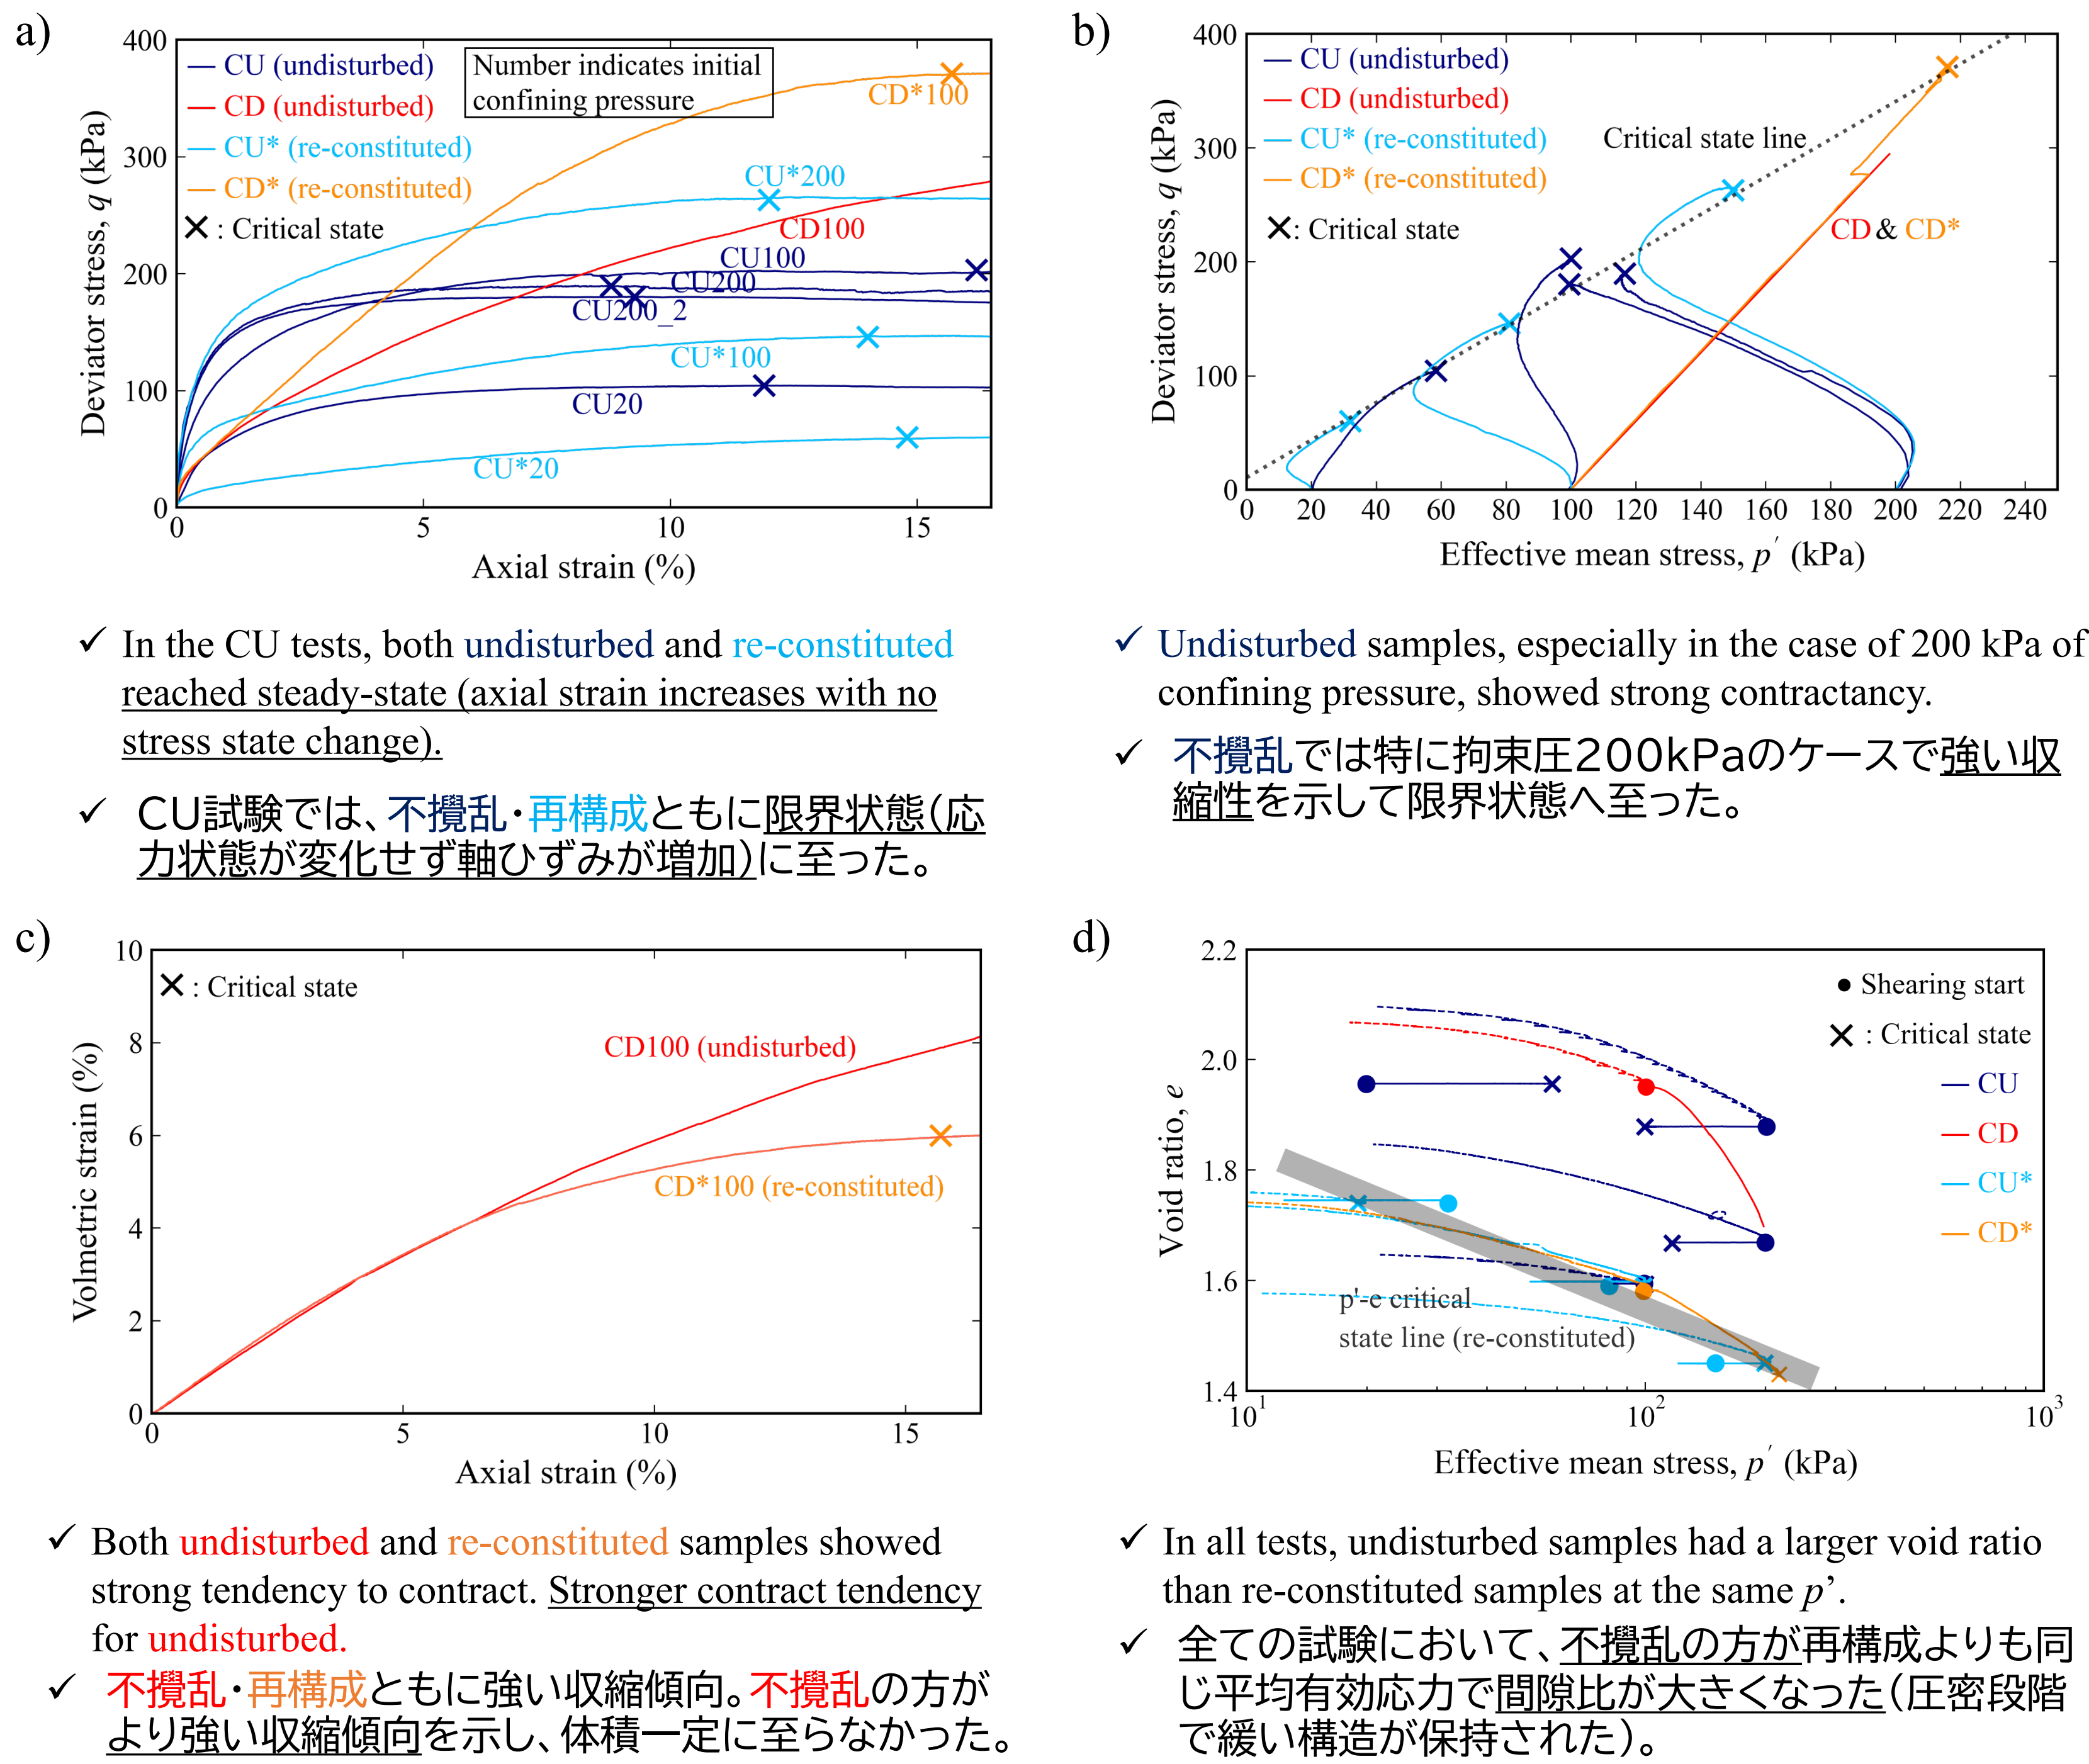 a)
400
300
200
100
0
CU (undisturbed)
CD (undisturbed)
CU* (re-constituted)
CD* (re-constituted)
: Critical state
Number indicates initial
confining pressure
CD*100
CU*200
CD100
CU100
CU200
CU200_2
CU*100
CU20
CU*20
0 5 10 15
Axial strain (%)
Deviator stress, q (kPa)
✓ In the CU tests, both undisturbed and re-constituted
reached steady-state (axial strain increases with no
stress state change).
✓ CU試験では、不攪乱・再構成ともに限界状態（応
力状態が変化せず軸ひずみが増加）に至った。
b)
400
300
200
100
0
CU (undisturbed)
CD (undisturbed)
CU* (re-constituted)
CD* (re-constituted)
: Critical state
Critical state line
CD & CD*
0 20 40 60 80 100 120 140 160 180 200 220 240
Effective mean stress, p′ (kPa)
Deviator stress, q (kPa)
✓ Undisturbed samples, especially in the case of 200 kPa of
confining pressure, showed strong contractancy.
✓ 不攪乱では特に拘束圧200kPaのケースで強い収
縮性を示して限界状態へ至った。
c)
10
8
6
4
2
0
: Critical state
CD100 (undisturbed)
CD*100 (re-constituted)
0 5 10 15
Axial strain (%)
Volmetric strain (%)
✓ Both undisturbed and re-constituted samples showed
strong tendency to contract. Stronger contract tendency
for undisturbed.
✓ 不攪乱・再構成ともに強い収縮傾向。不攪乱の方が
より強い収縮傾向を示し、体積一定に至らなかった。
d)
2.2
2.0
1.8
1.6
1.4
Shearing start
: Critical state
CU
CD
CU*
CD*
p'-e critical
state line (re-constituted)
10¹ 10² 10³
Effective mean stress, p′ (kPa)
Void ratio, e
✓ In all tests, undisturbed samples had a larger void ratio
than re-constituted samples at the same p’.
✓ 全ての試験において、不攪乱の方が再構成よりも同
じ平均有効応力で間隙比が大きくなった（圧密段階
で緩い構造が保持された）。